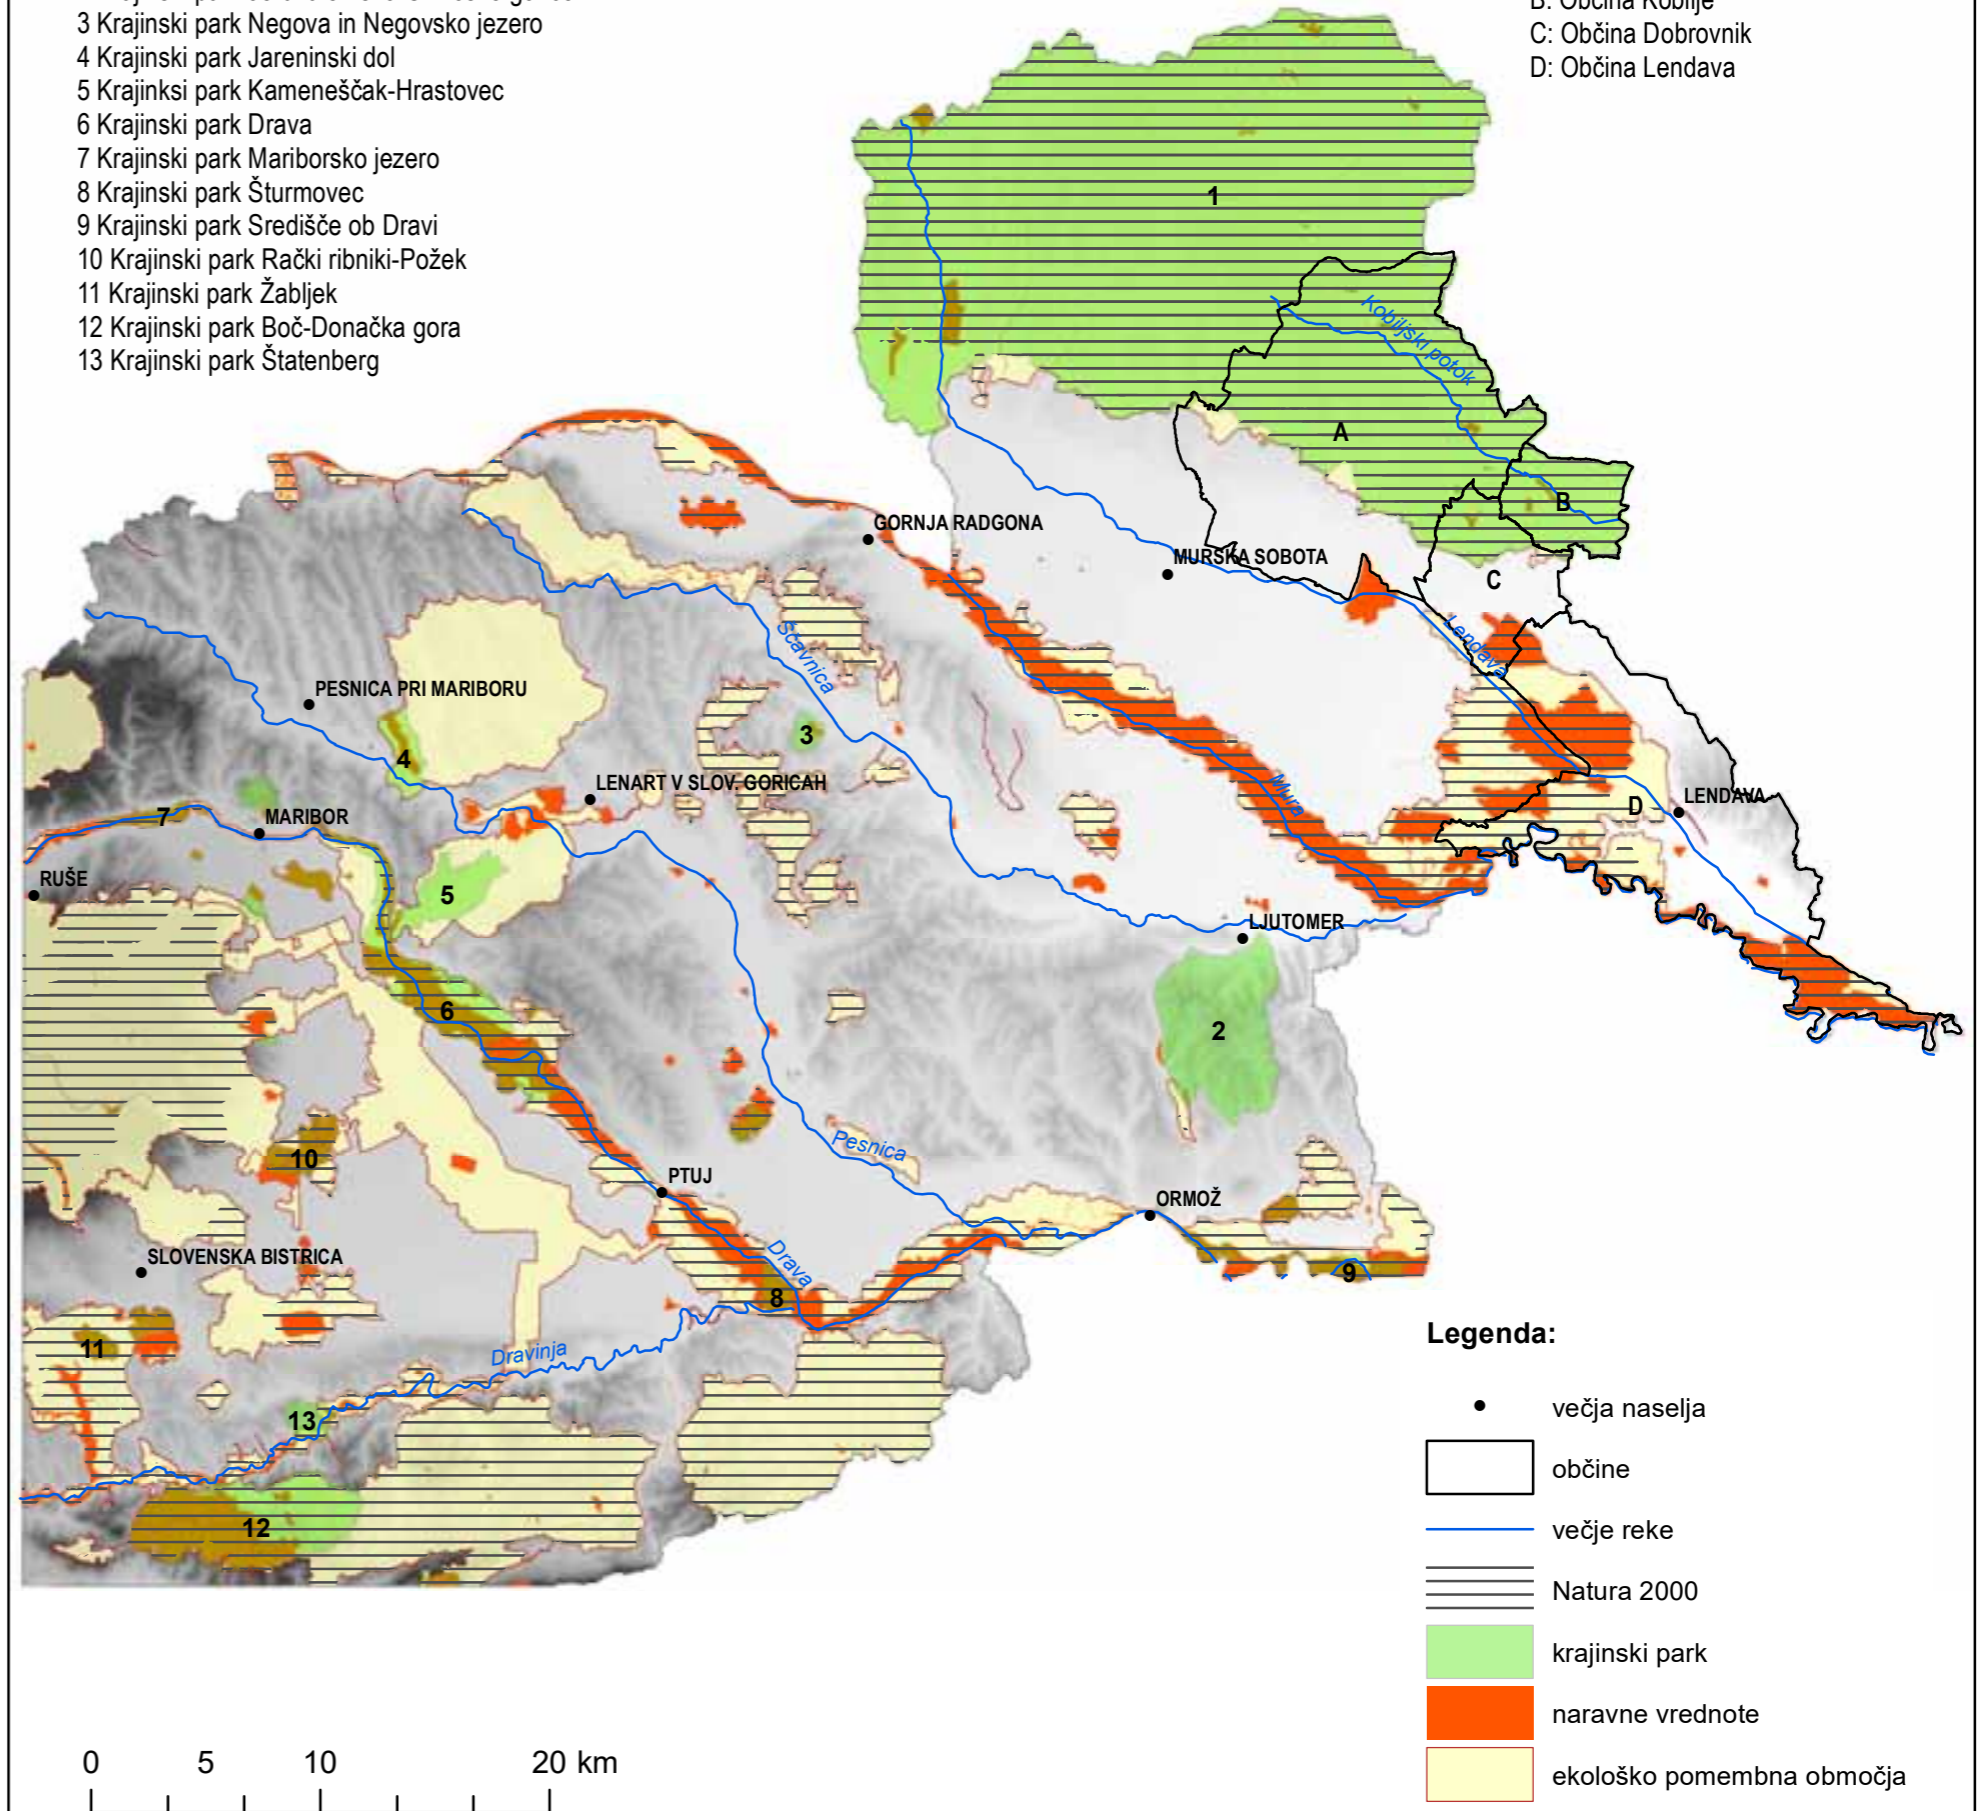 3 Krajinski park Negova in Negovsko jezero
4 Krajinski park Jareninski dol
5 Krajinksi park Kameneščak-Hrastovec
6 Krajinski park Drava
7 Krajinski park Mariborsko jezero
8 Krajinski park Šturmovec
9 Krajinski park Središče ob Dravi
10 Krajinski park Rački ribniki-Požek
11 Krajinski park Žabljek
12 Krajinski park Boč-Donačka gora
13 Krajinski park Štatenberg
B: Občina Kobilje
C: Občina Dobrovnik
D: Občina Lendava
1
Kobiljski potok
A
B
GORNJA RADGONA
MURSKA SOBOTA
C
Ščavnica
Lendava
PESNICA PRI MARIBORU
3
4
LENART V SLOV. GORICAH
Mura
LENDAVA
D
7
MARIBOR
RUŠE
5
LJUTOMER
6
2
Pesnica
10
PTUJ
ORMOŽ
SLOVENSKA BISTRICA
Drava
9
8
11
Dravinja
13
12
Legenda:
večja naselja
občine
večje reke
Natura 2000
krajinski park
naravne vrednote
ekološko pomembna območja
0 5 10 20 km